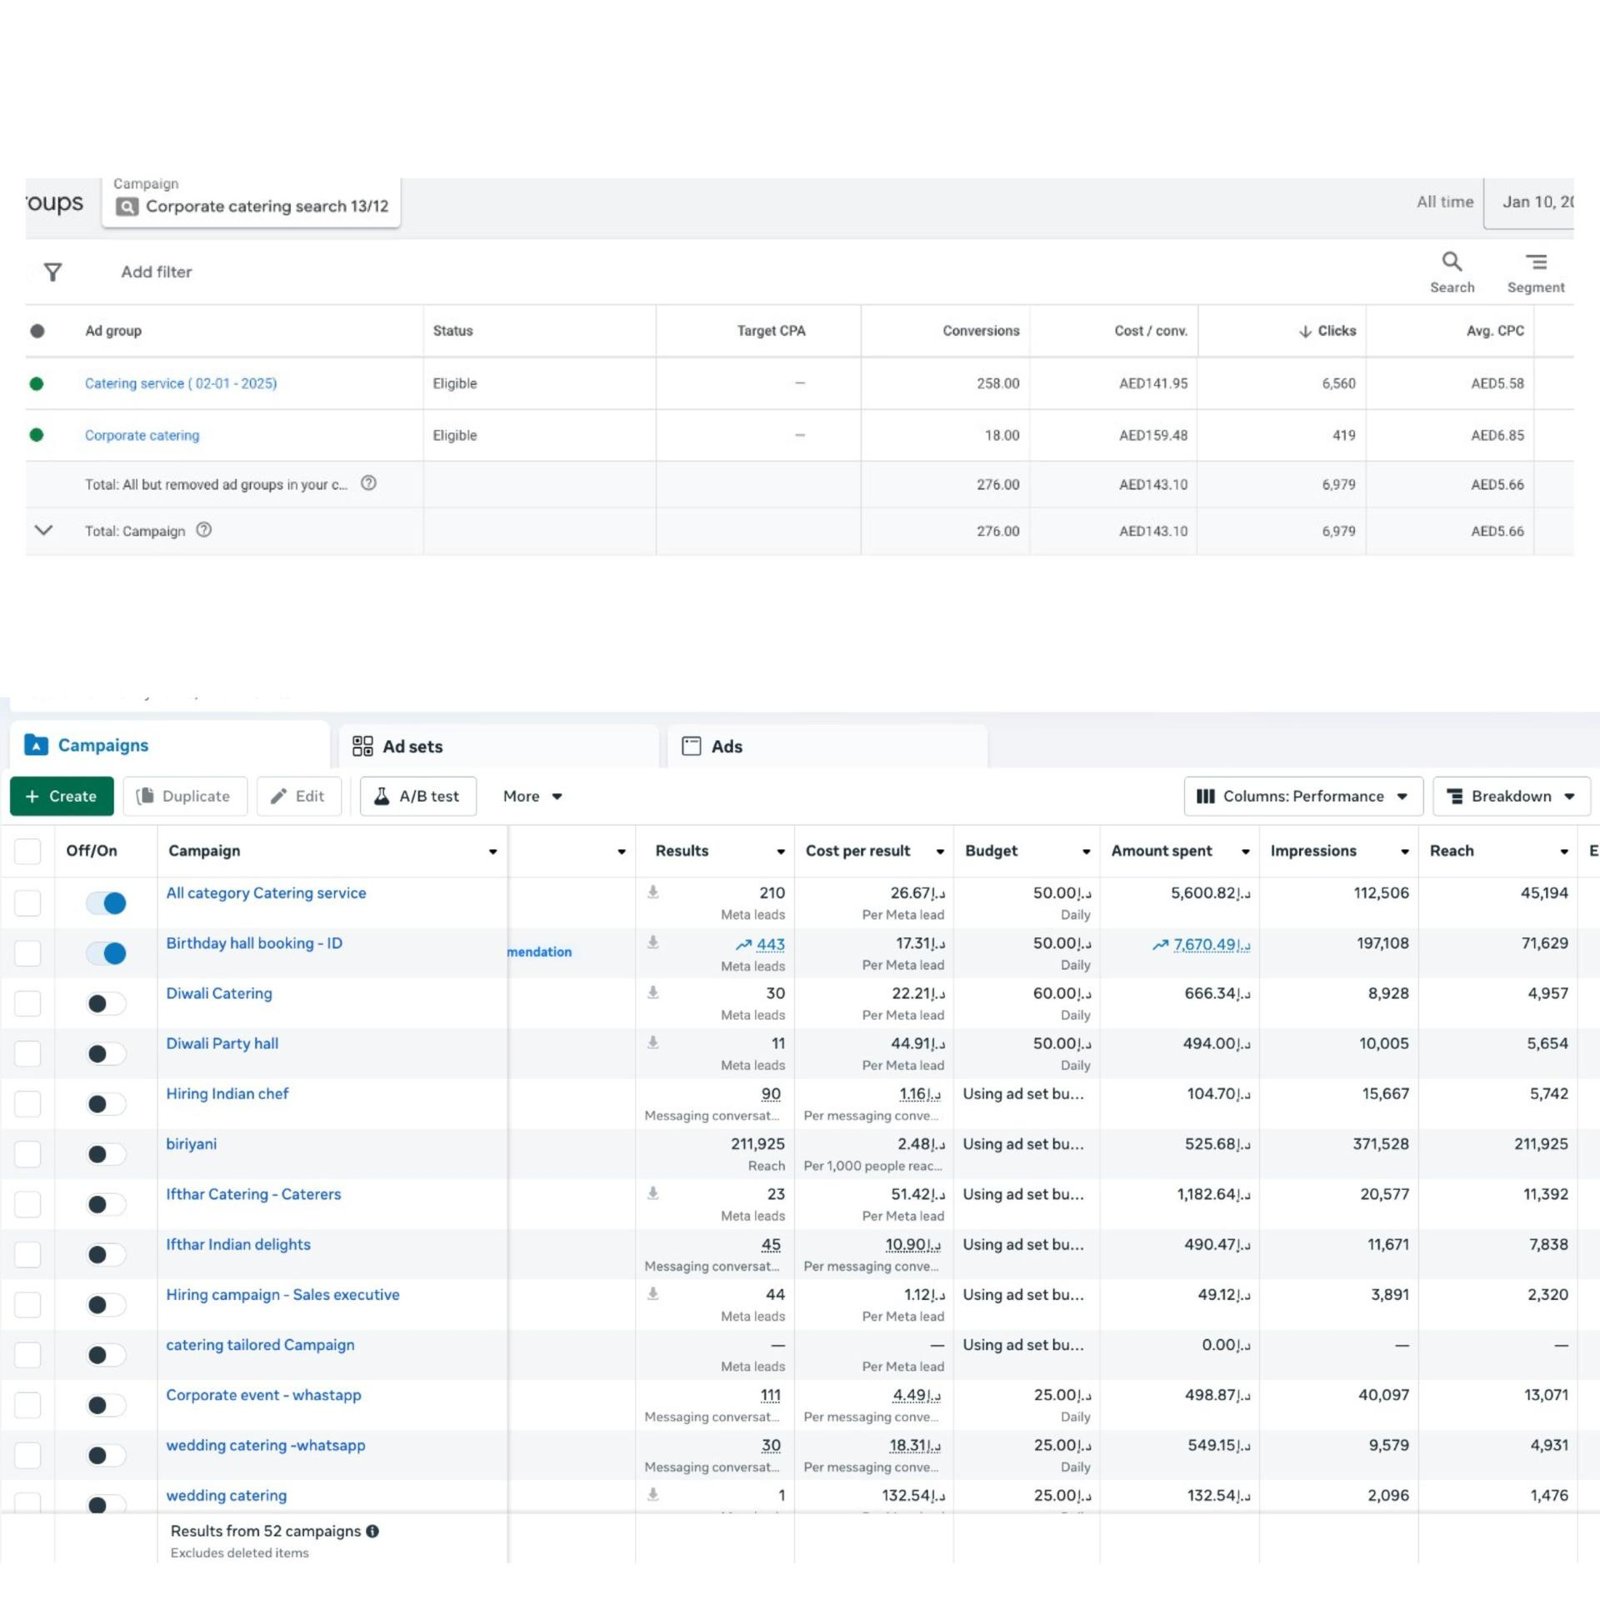 Campaign
roups
Corporate catering search 13/12
All time
Jan 10, 20
Add filter
Search
Segment
Ad group Status Target CPA Conversions Cost / conv. Clicks Avg. CPC
Catering service ( 02-01 - 2025) Eligible — 258.00 AED141.95 6,560 AED5.58
Corporate catering Eligible — 18.00 AED159.48 419 AED6.85
Total: All but removed ad groups in your c... 276.00 AED143.10 6,979 AED5.66
Total: Campaign 276.00 AED143.10 6,979 AED5.66
Campaigns
Ad sets
Ads
+ Create
Duplicate
Edit
A/B test
More
Columns: Performance
Breakdown
Off/On Campaign Results Cost per result Budget Amount spent Impressions Reach E
All category Catering service 210 26.67د.إ 50.00د.إ 5,600.82د.إ 112,506 45,194
Meta leads Per Meta lead Daily
Birthday hall booking - ID mendation 443 17.31د.إ 50.00د.إ 7,670.49د.إ 197,108 71,629
Meta leads Per Meta lead Daily
Diwali Catering 30 22.21د.إ 60.00د.إ 666.34د.إ 8,928 4,957
Meta leads Per Meta lead Daily
Diwali Party hall 11 44.91د.إ 50.00د.إ 494.00د.إ 10,005 5,654
Meta leads Per Meta lead Daily
Hiring Indian chef 90 1.16د.إ Using ad set bu... 104.70د.إ 15,667 5,742
Messaging conversat... Per messaging conve...
biriyani 211,925 2.48د.إ Using ad set bu... 525.68د.إ 371,528 211,925
Reach Per 1,000 people reac...
Ifthar Catering - Caterers 23 51.42د.إ Using ad set bu... 1,182.64د.إ 20,577 11,392
Meta leads Per Meta lead
Ifthar Indian delights 45 10.90د.إ Using ad set bu... 490.47د.إ 11,671 7,838
Messaging conversat... Per messaging conve...
Hiring campaign - Sales executive 44 1.12د.إ Using ad set bu... 49.12د.إ 3,891 2,320
Meta leads Per Meta lead
catering tailored Campaign — — Using ad set bu... 0.00د.إ — —
Meta leads Per Meta lead
Corporate event - whastapp 111 4.49د.إ 25.00د.إ 498.87د.إ 40,097 13,071
Messaging conversat... Per messaging conve... Daily
wedding catering -whatsapp 30 18.31د.إ 25.00د.إ 549.15د.إ 9,579 4,931
Messaging conversat... Per messaging conve... Daily
wedding catering 1 132.54د.إ 25.00د.إ 132.54د.إ 2,096 1,476
Results from 52 campaigns
Excludes deleted items